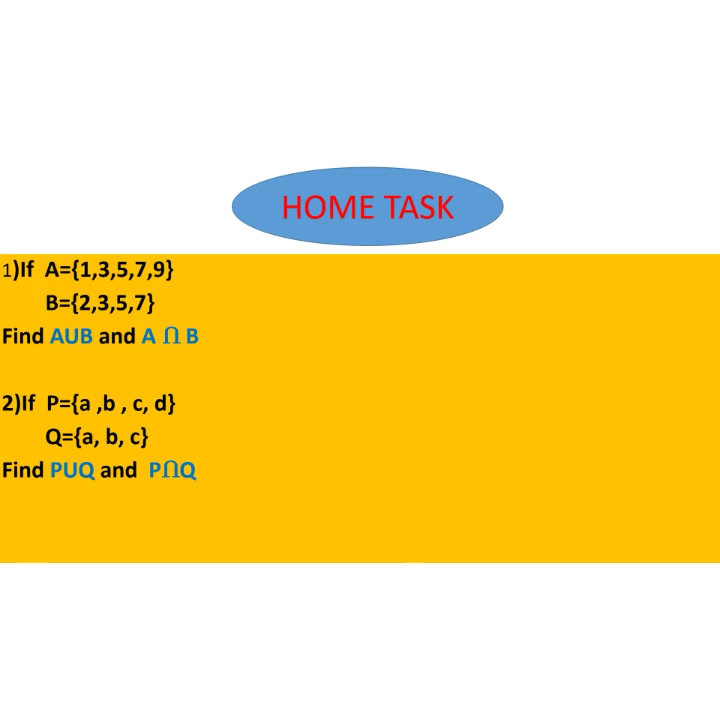 HOME TASK
1)If A={1,3,5,7,9}
B={2,3,5,7}
Find AUB and A ∩ B
2)If P={a ,b , c, d}
Q={a, b, c}
Find PUQ and P∩Q